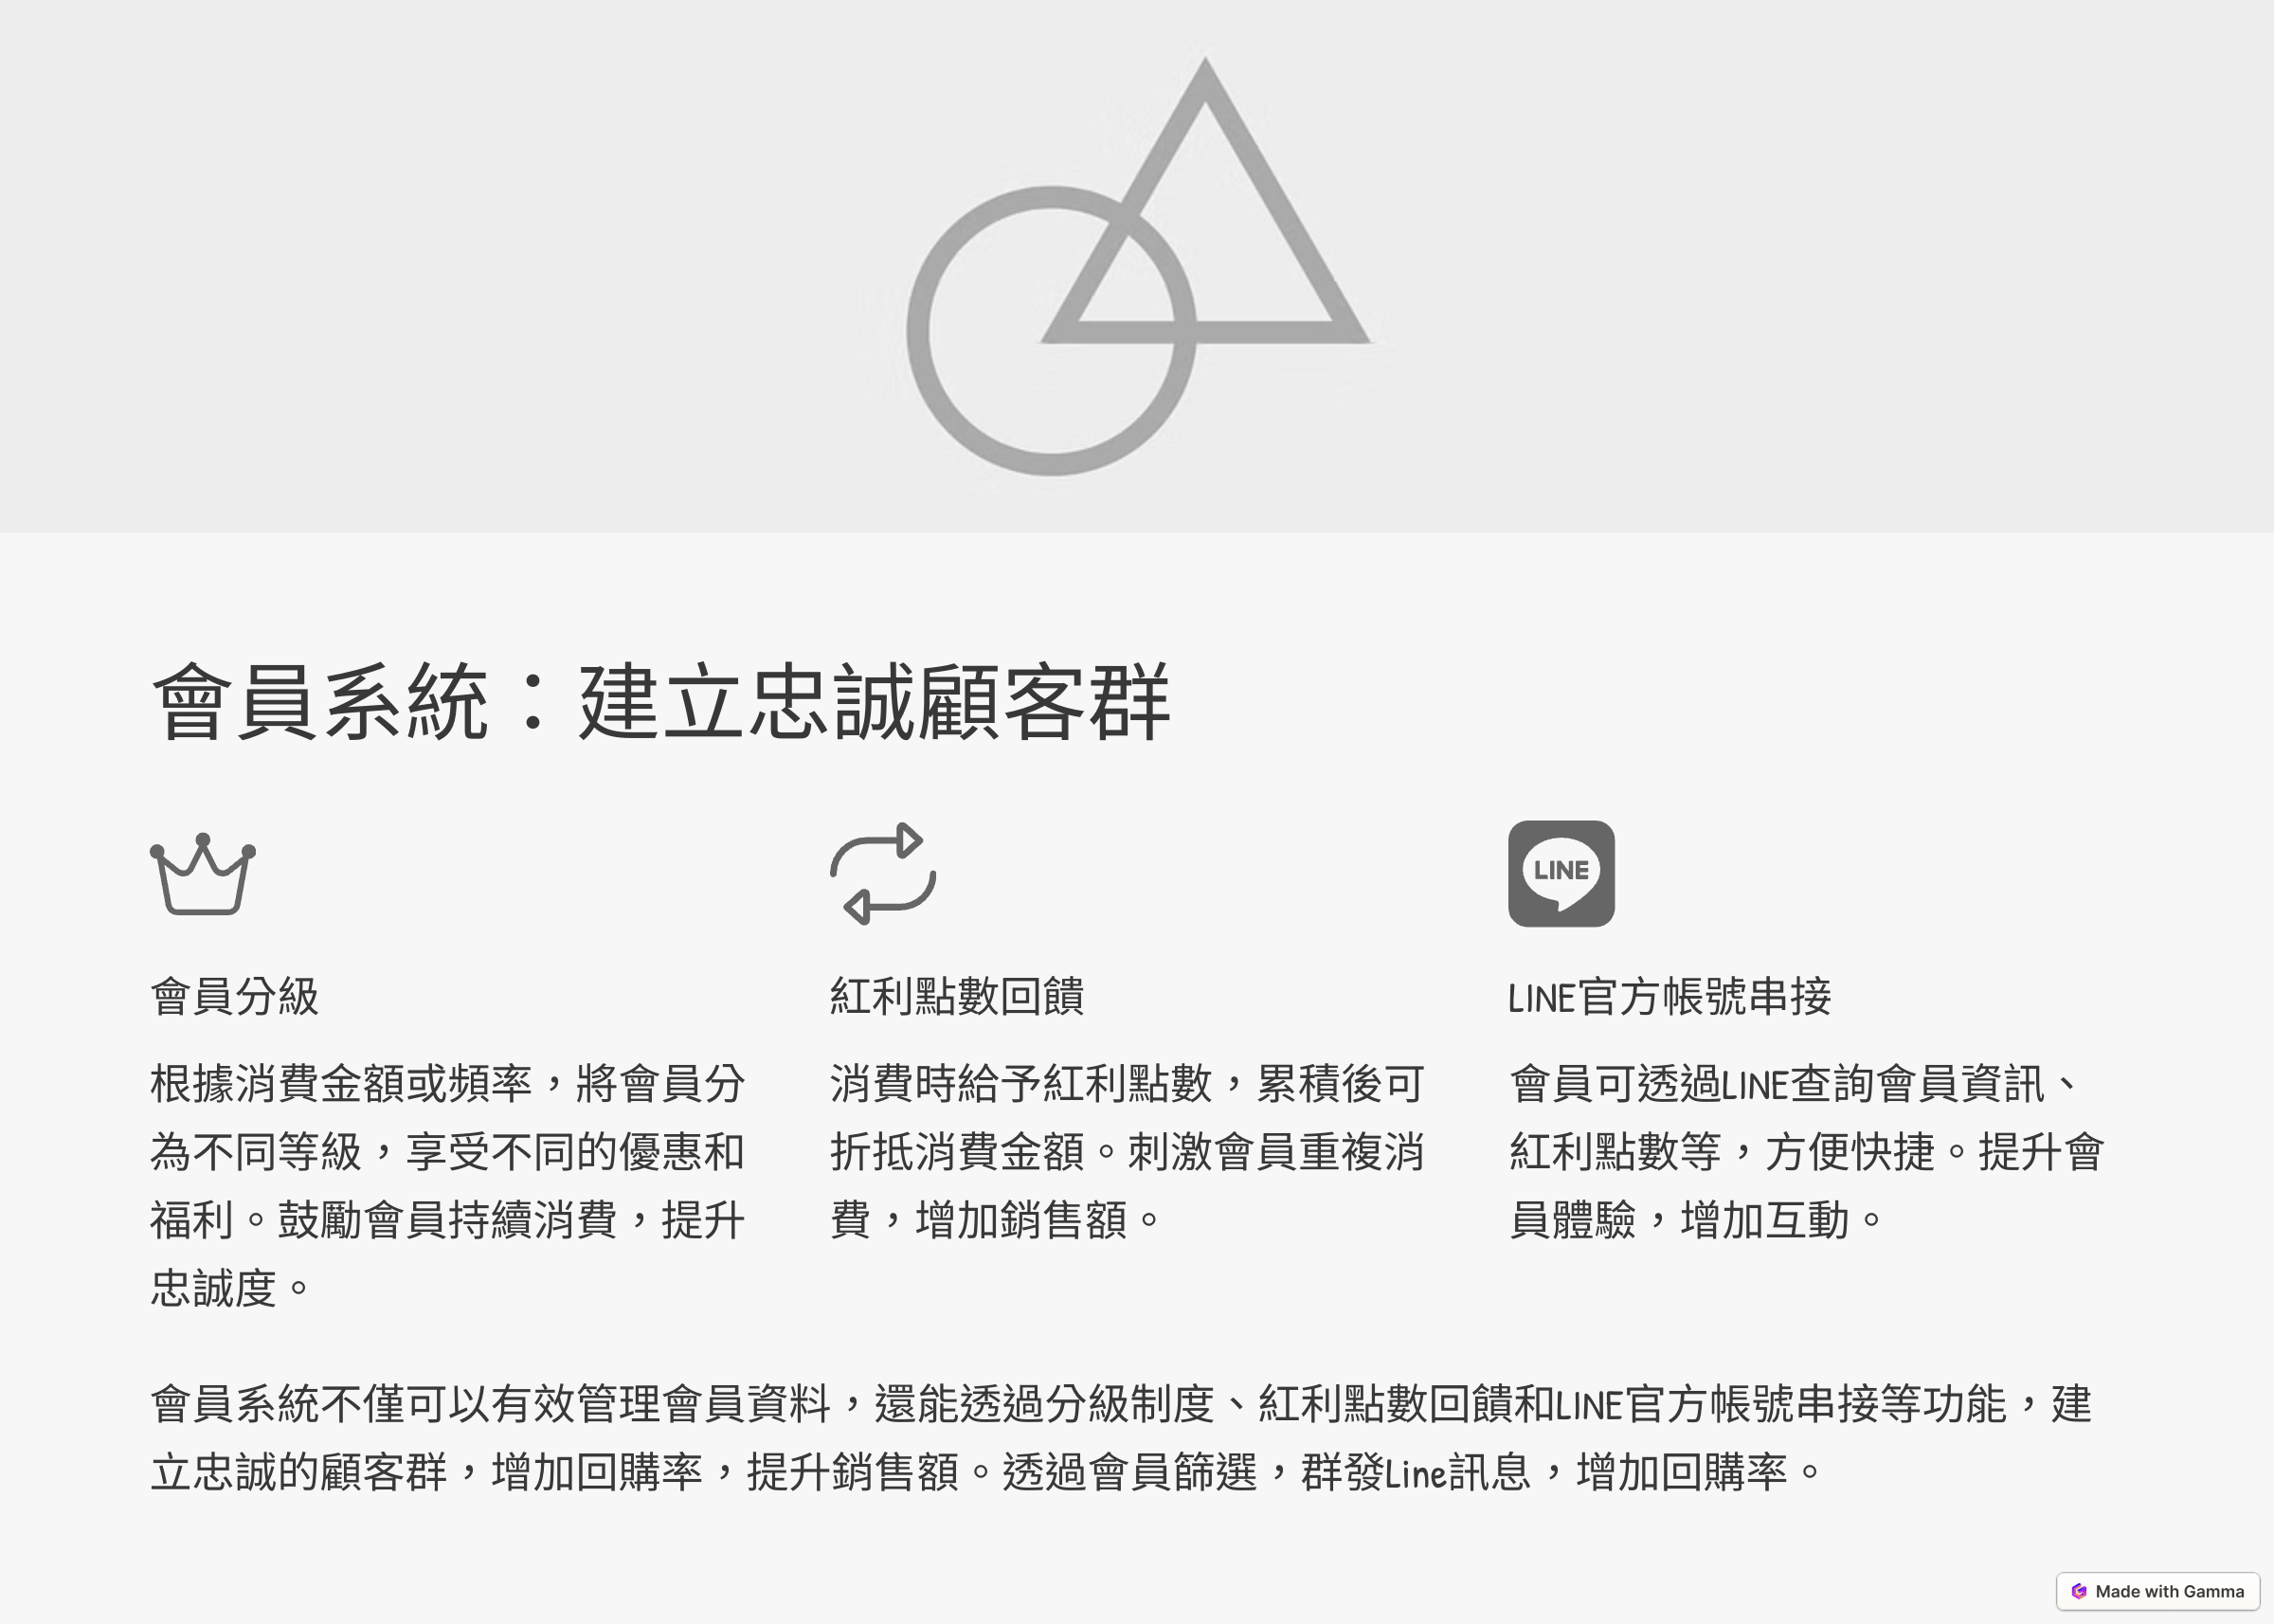 會員系統：建立忠誠顧客群
LINE
會員分級
根據消費金額或頻率，將會員分
為不同等級，享受不同的優惠和
福利。鼓勵會員持續消費，提升
忠誠度。
紅利點數回饋
消費時給予紅利點數，累積後可
折抵消費金額。刺激會員重複消
費，增加銷售額。
LINE官方帳號串接
會員可透過LINE查詢會員資訊、
紅利點數等，方便快捷。提升會
員體驗，增加互動。
會員系統不僅可以有效管理會員資料，還能透過分級制度、紅利點數回饋和LINE官方帳號串接等功能，建
立忠誠的顧客群，增加回購率，提升銷售額。透過會員篩選，群發Line訊息，增加回購率。
Made with Gamma